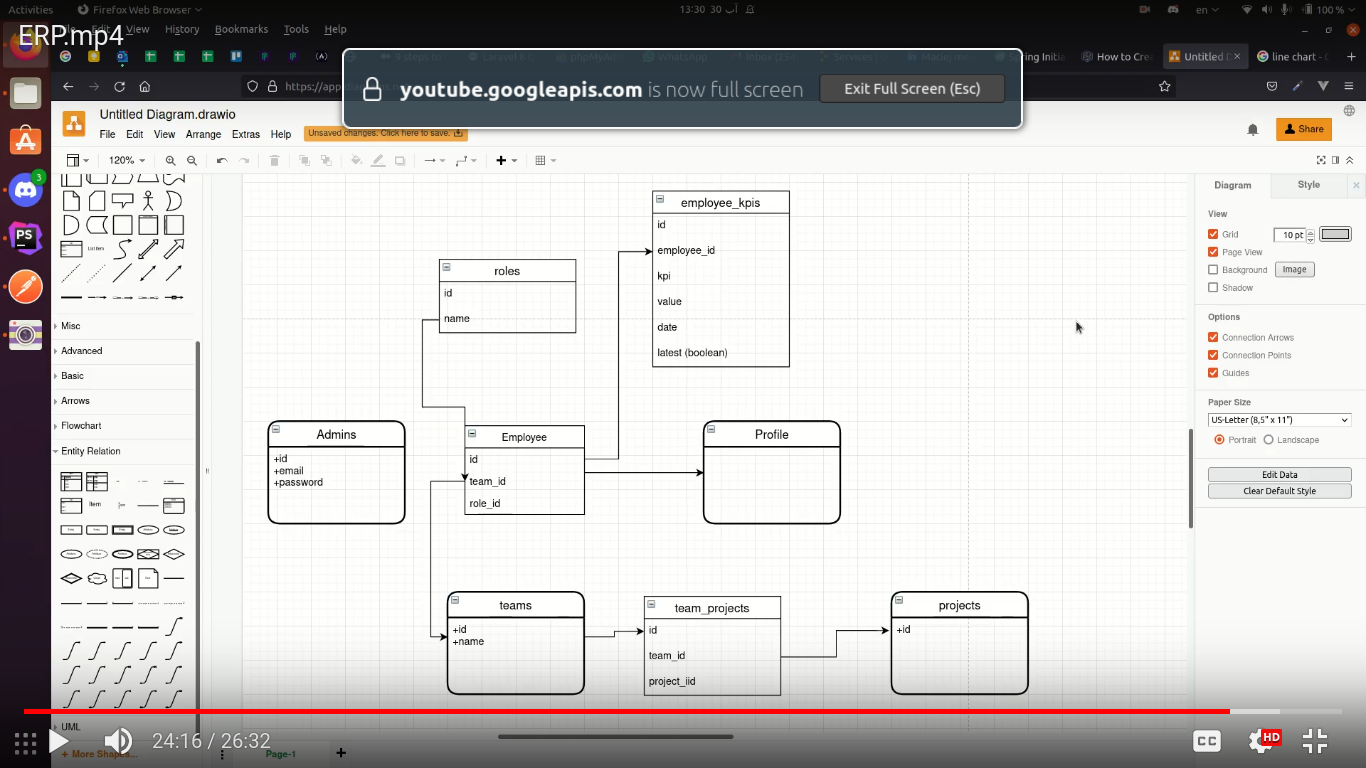 Activities
Firefox Web Browser
13:30 30 آب
en
100 %
ERP.mp4
View
History
Bookmarks
Tools
Help
WhatsApp
How to Cre
Untitled D
line chart -
https://app
youtube.googleapis.com is now full screen
Exit Full Screen (Esc)
Untitled Diagram.drawio
File
Edit
View
Arrange
Extras
Help
Unsaved changes. Click here to save.
Share
3
120%
Misc
Advanced
Basic
Arrows
Flowchart
Entity Relation
UML
+ More Shapes...
PS
employee_kpis
id
employee_id
kpi
value
date
latest (boolean)
roles
id
name
Admins
+id
+email
+password
Employee
id
team_id
role_id
Profile
teams
+id
+name
team_projects
id
team_id
project_iid
projects
+id
Diagram
Style
View
Grid
10 pt
Page View
Background
Image
Shadow
Options
Connection Arrows
Connection Points
Guides
Paper Size
US-Letter (8,5" x 11")
Portrait
Landscape
Edit Data
Clear Default Style
24:16 / 26:32
Page-1
CC
HD